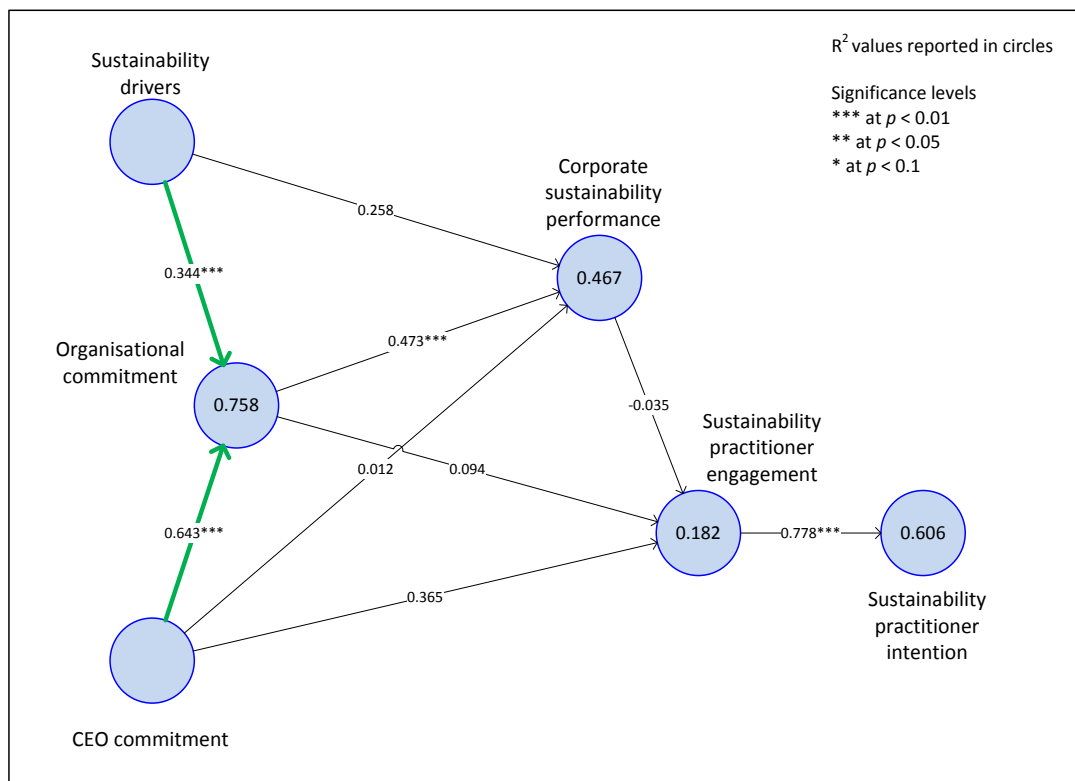 R² values reported in circles
Significance levels
*** at p < 0.01
** at p < 0.05
* at p < 0.1
Sustainability
drivers
Corporate
sustainability
performance
0.258
0.467
0.344***
0.473***
Organisational
commitment
0.758
-0.035
Sustainability
practitioner
engagement
0.012
0.094
0.643***
0.182
0.778***
0.606
0.365
Sustainability
practitioner
intention
CEO commitment